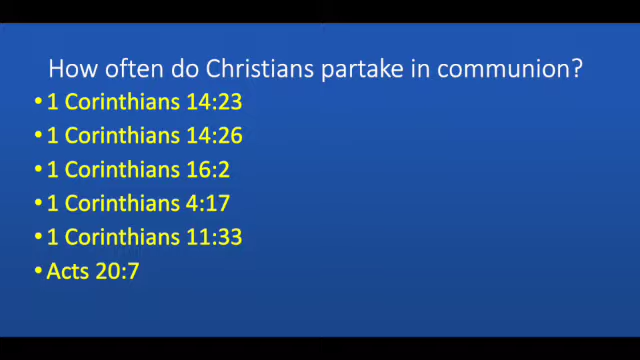 How often do Christians partake in communion?
• 1 Corinthians 14:23
• 1 Corinthians 14:26
• 1 Corinthians 16:2
• 1 Corinthians 4:17
• 1 Corinthians 11:33
• Acts 20:7